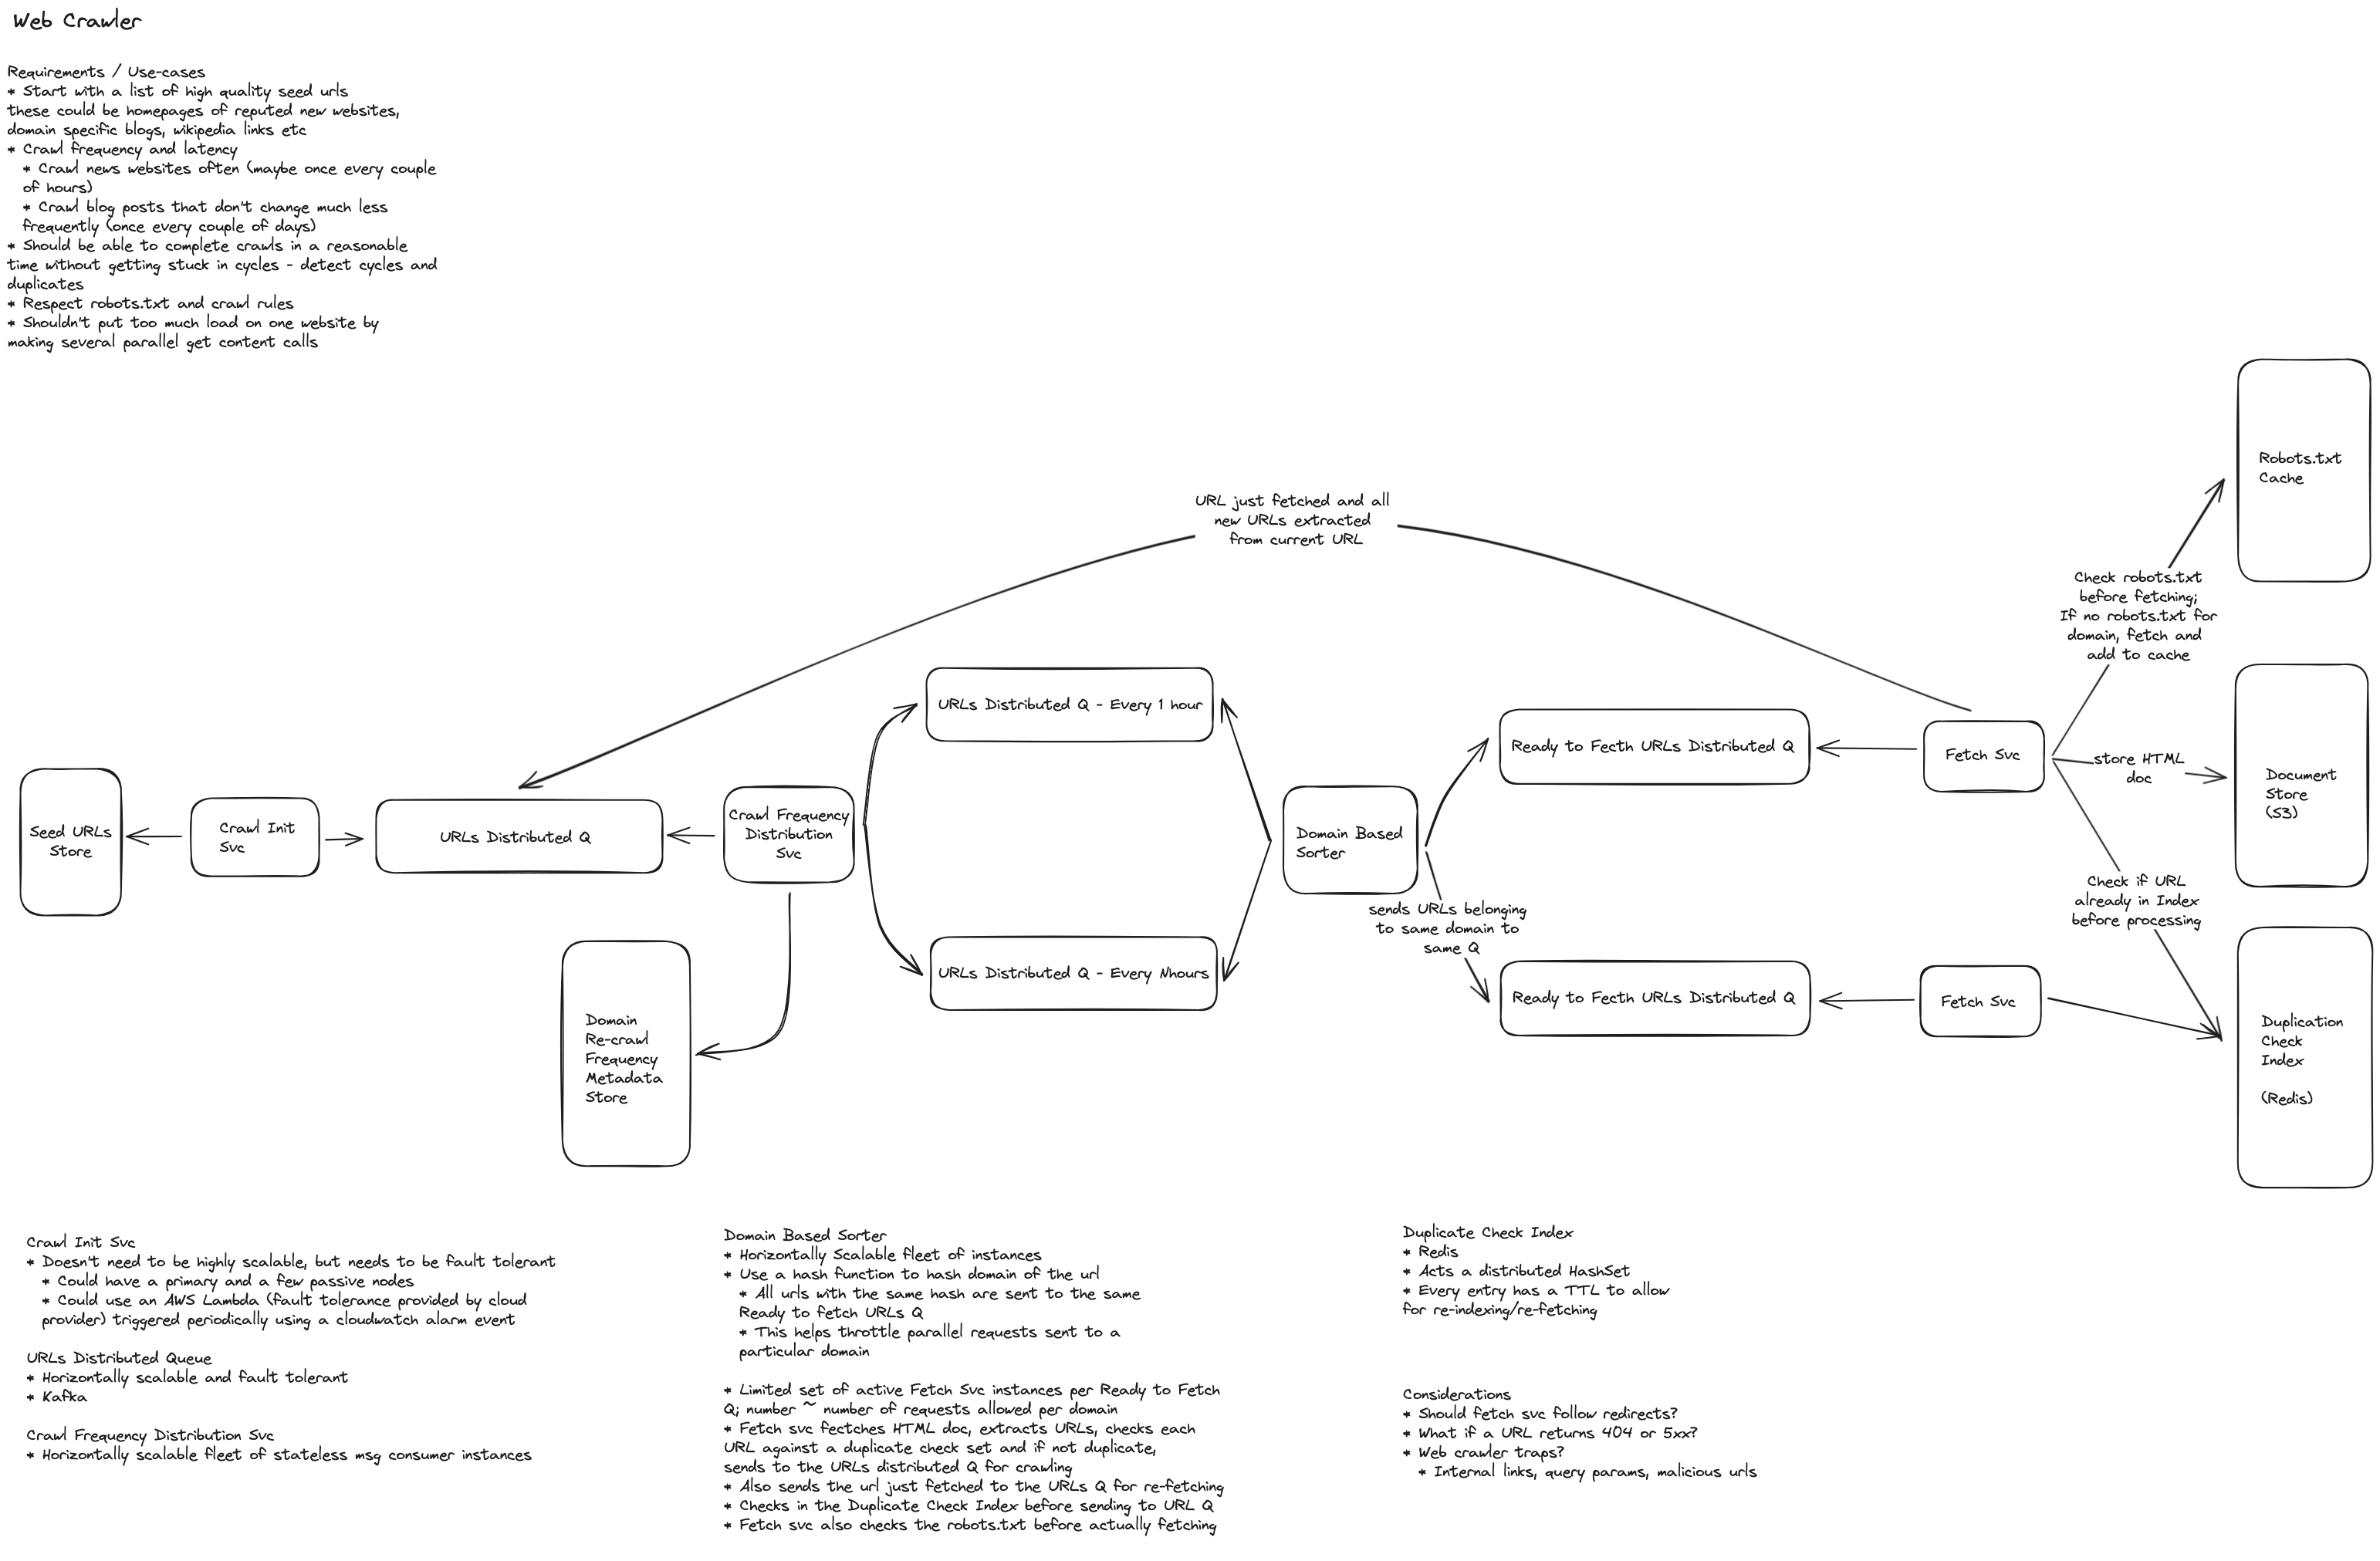 Web Crawler
Requirements / Use-cases
* Start with a list of high quality seed urls
these could be homepages of reputed new websites,
domain specific blogs, wikipedia links etc
* Crawl frequency and latency
* Crawl news websites often (maybe once every couple
of hours)
* Crawl blog posts that don't change much less
frequently (once every couple of days)
* Should be able to complete crawls in a reasonable
time without getting stuck in cycles - detect cycles and
duplicates
* Respect robots.txt and crawl rules
* Shouldn't put too much load on one website by
making several parallel get content calls
Robots.txt
Cache
URL just fetched and all
new URLs extracted
from current URL
Check robots.txt
before fetching;
If no robots.txt for
domain, fetch and
add to cache
Seed URLs
Store
Crawl Init
Svc
URLs Distributed Q
Crawl Frequency
Distribution
Svc
URLs Distributed Q - Every 1 hour
URLs Distributed Q - Every Nhours
Domain
Re-crawl
Frequency
Metadata
Store
Domain Based
Sorter
sends URLs belonging
to same domain to
same Q
Ready to Fecth URLs Distributed Q
Fetch Svc
store HTML
doc
Document
Store
(S3)
Check if URL
already in Index
before processing
Ready to Fecth URLs Distributed Q
Fetch Svc
Duplication
Check
Index
(Redis)
Crawl Init Svc
* Doesn't need to be highly scalable, but needs to be fault tolerant
* Could have a primary and a few passive nodes
* Could use an AWS Lambda (fault tolerance provided by cloud
provider) triggered periodically using a cloudwatch alarm event
URLs Distributed Queue
* Horizontally scalable and fault tolerant
* Kafka
Crawl Frequency Distribution Svc
* Horizontally scalable fleet of stateless msg consumer instances
Domain Based Sorter
* Horizontally Scalable fleet of instances
* Use a hash function to hash domain of the url
* All urls with the same hash are sent to the same
Ready to fetch URLs Q
* This helps throttle parallel requests sent to a
particular domain
* Limited set of active Fetch Svc instances per Ready to Fetch
Q; number ~ number of requests allowed per domain
* Fetch svc fectches HTML doc, extracts URLs, checks each
URL against a duplicate check set and if not duplicate,
sends to the URLs distributed Q for crawling
* Also sends the url just fetched to the URLs Q for re-fetching
* Checks in the Duplicate Check Index before sending to URL Q
* Fetch svc also checks the robots.txt before actually fetching
Duplicate Check Index
* Redis
* Acts a distributed HashSet
* Every entry has a TTL to allow
for re-indexing/re-fetching
Considerations
* Should fetch svc follow redirects?
* What if a URL returns 404 or 5xx?
* Web crawler traps?
* Internal links, query params, malicious urls